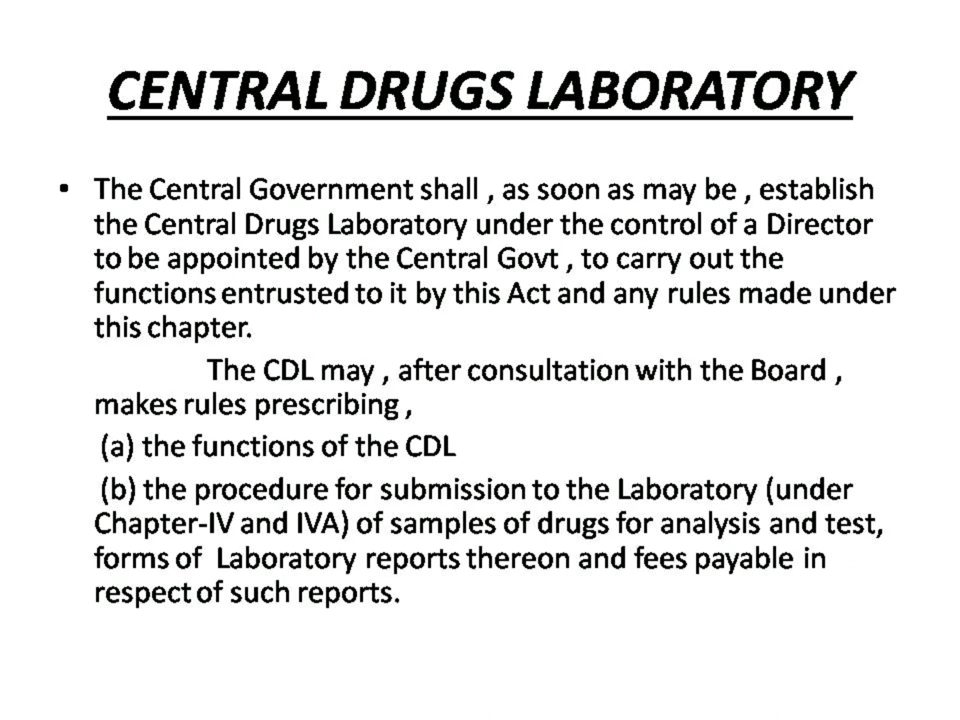 CENTRAL DRUGS LABORATORY
• The Central Government shall , as soon as may be , establish
the Central Drugs Laboratory under the control of a Director
to be appointed by the Central Govt , to carry out the
functions entrusted to it by this Act and any rules made under
this chapter.
The CDL may , after consultation with the Board ,
makes rules prescribing ,
(a) the functions of the CDL
(b) the procedure for submission to the Laboratory (under
Chapter-IV and IVA) of samples of drugs for analysis and test,
forms of Laboratory reports thereon and fees payable in
respect of such reports.